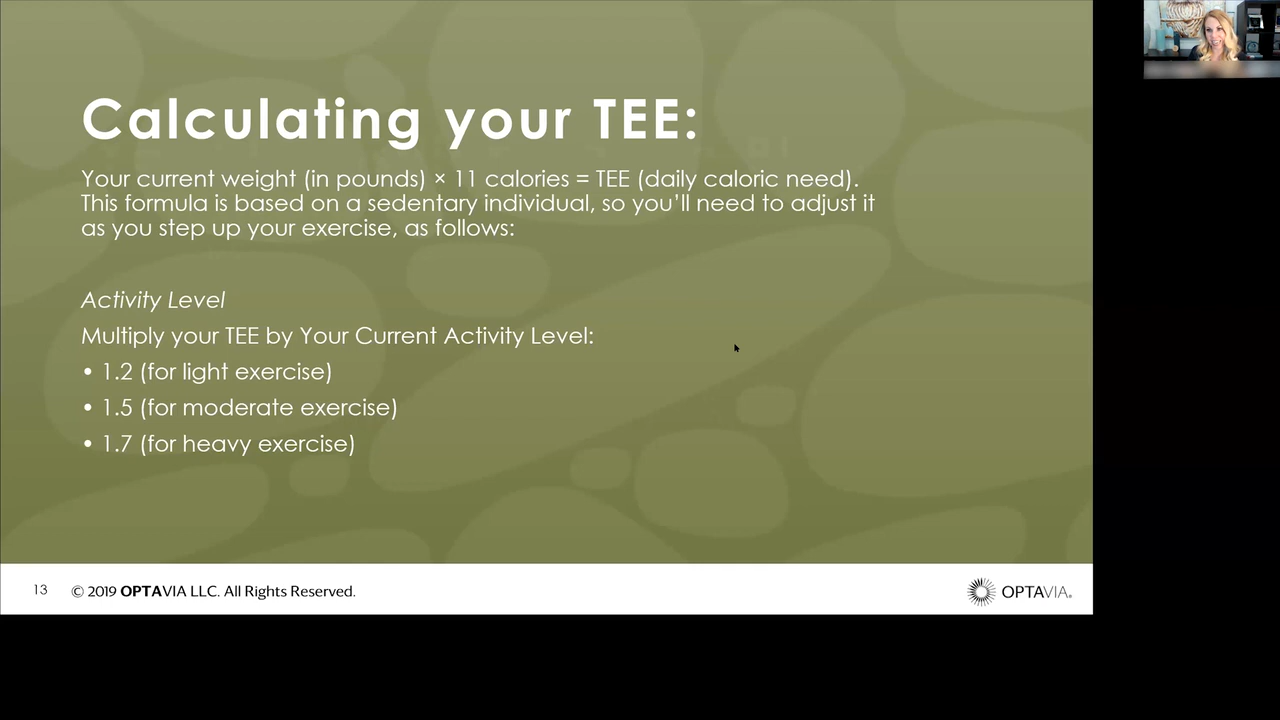 Calculating your TEE:
Your current weight (in pounds) × 11 calories = TEE (daily caloric need).
This formula is based on a sedentary individual, so you’ll need to adjust it
as you step up your exercise, as follows:
Activity Level
Multiply your TEE by Your Current Activity Level:
• 1.2 (for light exercise)
• 1.5 (for moderate exercise)
• 1.7 (for heavy exercise)
13 © 2019 OPTAVIA LLC. All Rights Reserved.
OPTAVIA®